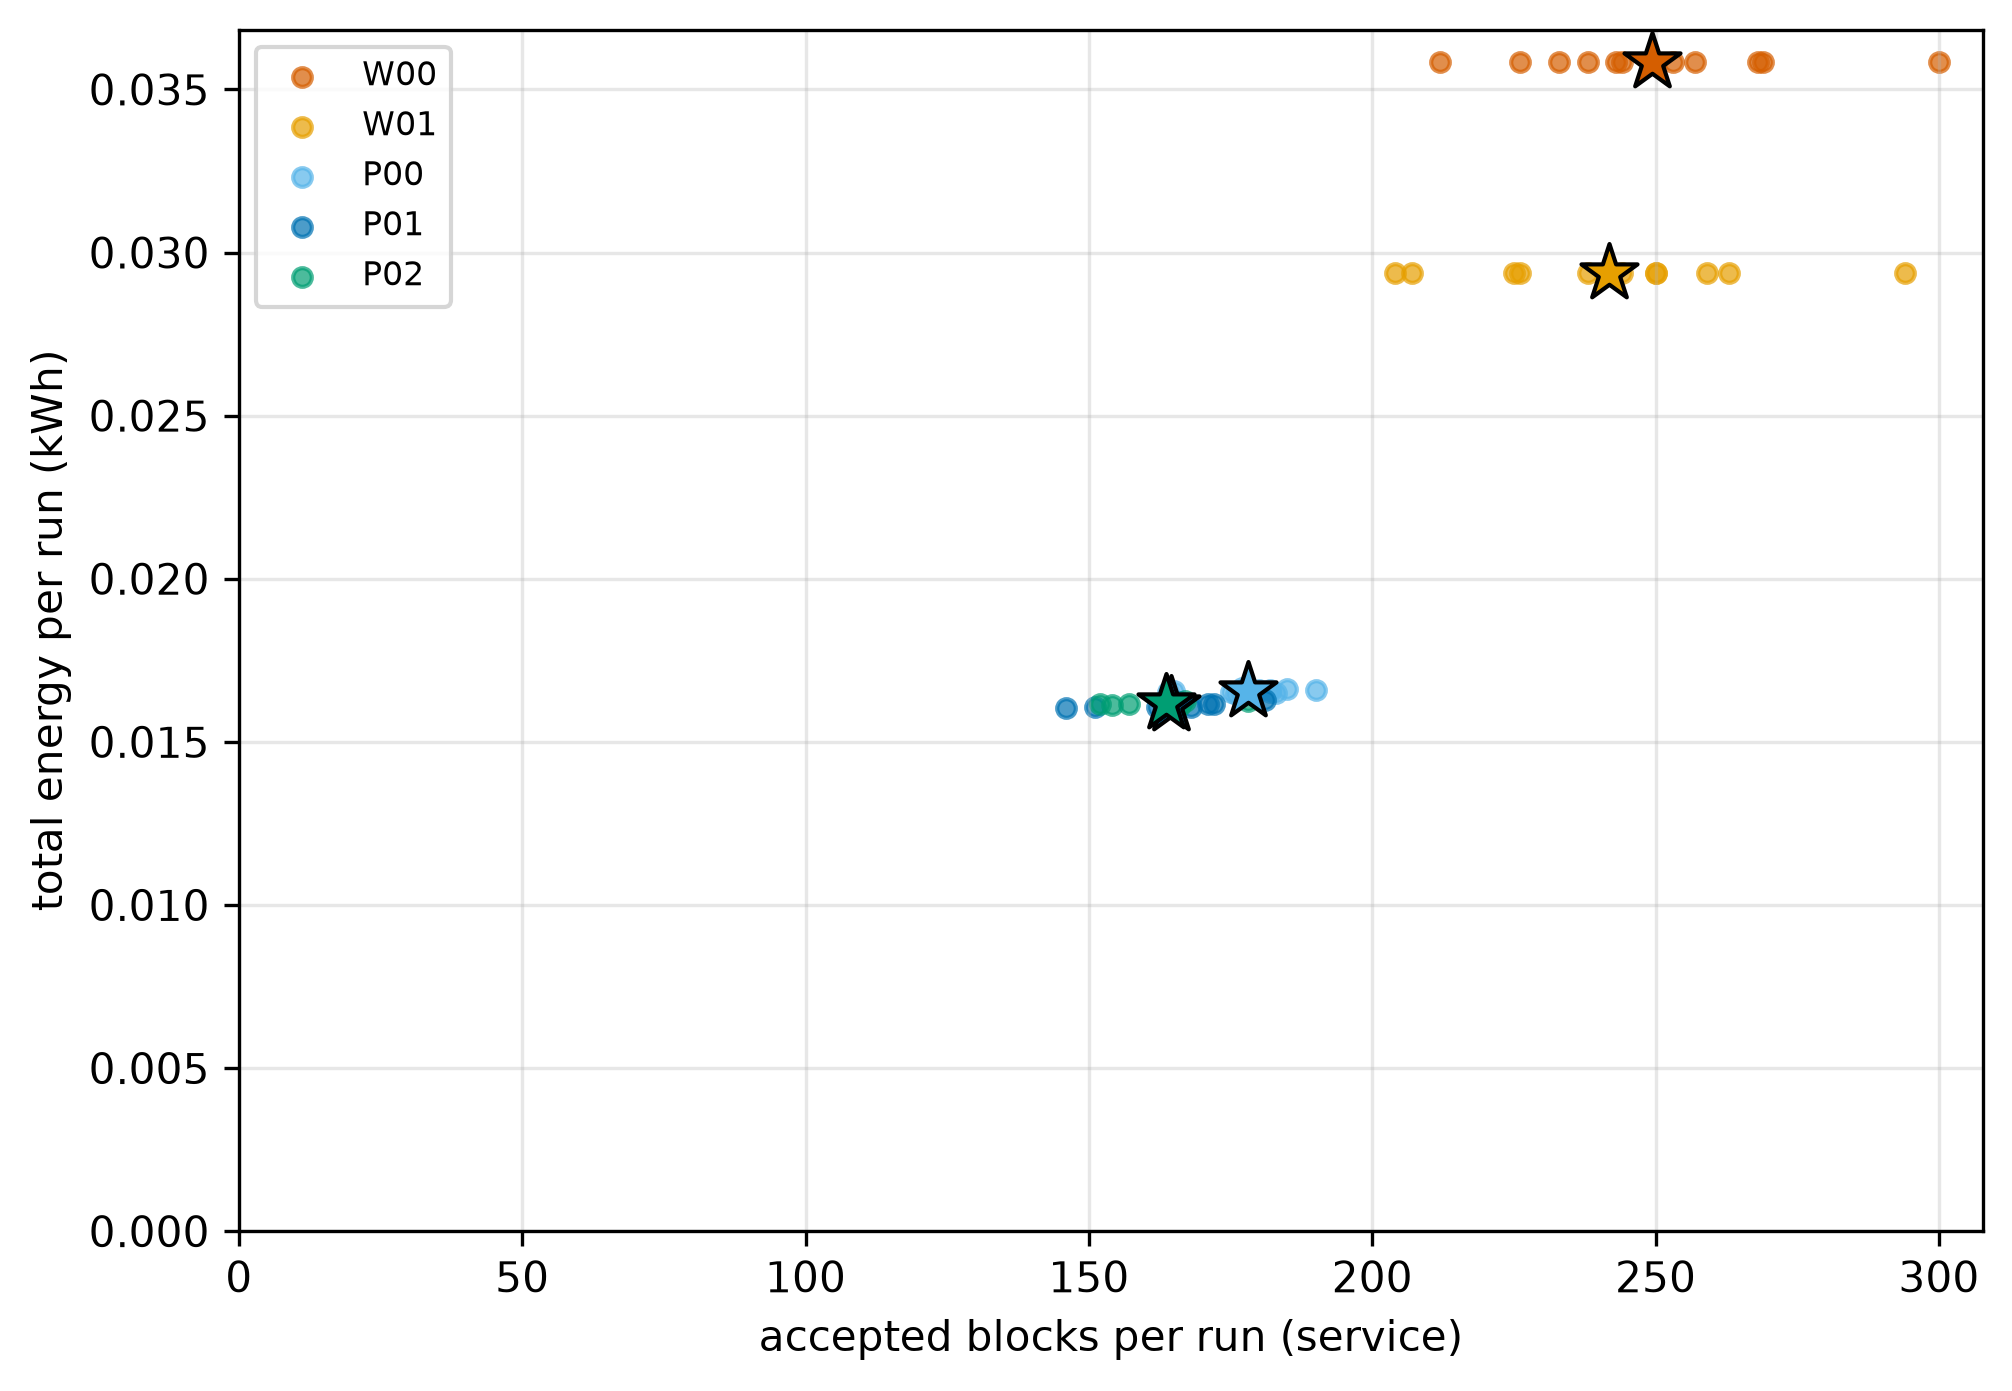 W00
W01
P00
P01
P02
0.035
0.030
0.025
0.020
0.015
0.010
0.005
0.000
total energy per run (kWh)
0 50 100 150 200 250 300
accepted blocks per run (service)